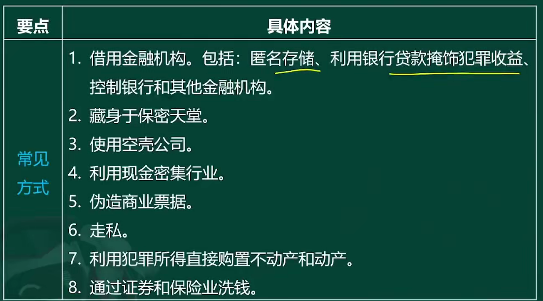 要点
具体内容
常见
方式
1. 借用金融机构。包括：匿名存储、利用银行贷款掩饰犯罪收益、
控制银行和其他金融机构。
2. 藏身于保密天堂。
3. 使用空壳公司。
4. 利用现金密集行业。
5. 伪造商业票据。
6. 走私。
7. 利用犯罪所得直接购置不动产和动产。
8. 通过证券和保险业洗钱。